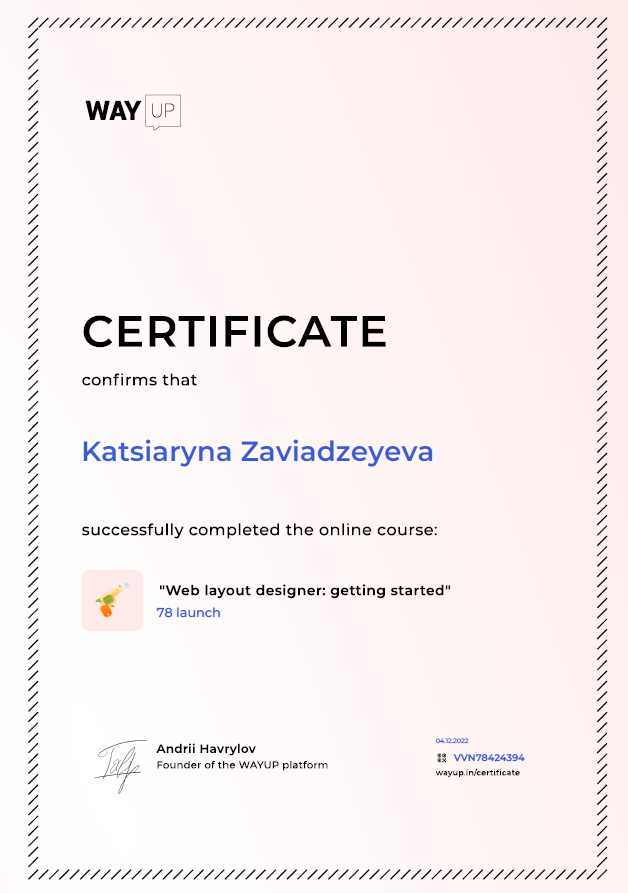 WAY UP
CERTIFICATE
confirms that
Katsiaryna Zaviadzeyeva
successfully completed the online course:
"Web layout designer: getting started"
78 launch
Andrii Havrylov
Founder of the WAYUP platform
04.12.2022
VVN78424394
wayup.in/certificate